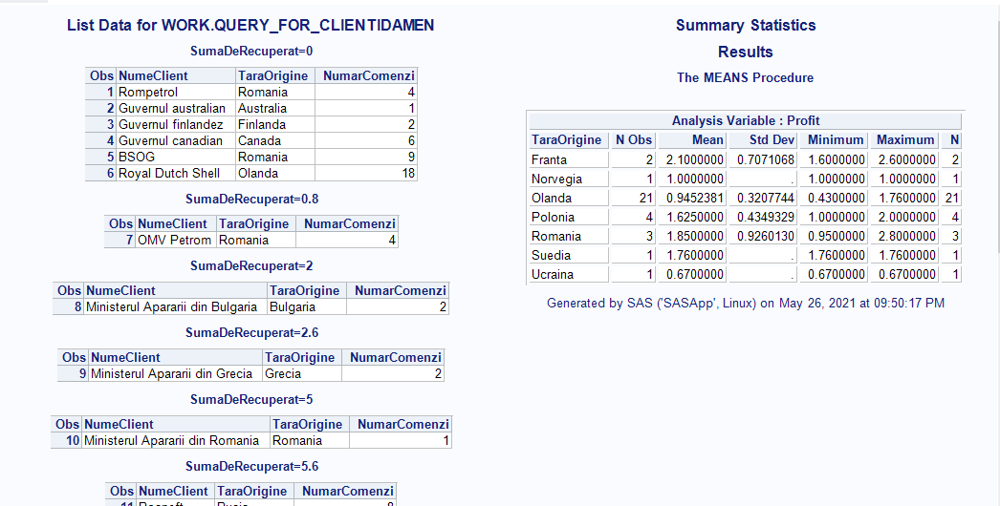 List Data for WORK.QUERY_FOR_CLIENTIDAMEN
SumaDeRecuperat=0
Obs NumeClient TaraOrigine NumarComenzi
1 Rompetrol Romania 4
2 Guvernul australian Australia 1
3 Guvernul finlandez Finlanda 2
4 Guvernul canadian Canada 6
5 BSOG Romania 9
6 Royal Dutch Shell Olanda 18
SumaDeRecuperat=0.8
Obs NumeClient TaraOrigine NumarComenzi
7 OMV Petrom Romania 4
SumaDeRecuperat=2
Obs NumeClient TaraOrigine NumarComenzi
8 Ministerul Apararii din Bulgaria Bulgaria 2
SumaDeRecuperat=2.6
Obs NumeClient TaraOrigine NumarComenzi
9 Ministerul Apararii din Grecia Grecia 2
SumaDeRecuperat=5
Obs NumeClient TaraOrigine NumarComenzi
10 Ministerul Apararii din Romania Romania 1
SumaDeRecuperat=5.6
Obs NumeClient TaraOrigine NumarComenzi
Summary Statistics
Results
The MEANS Procedure
Analysis Variable : Profit
TaraOrigine N Obs Mean Std Dev Minimum Maximum N
Franta 2 2.1000000 0.7071068 1.6000000 2.6000000 2
Norvegia 1 1.0000000 . 1.0000000 1.0000000 1
Olanda 21 0.9452381 0.3207744 0.4300000 1.7600000 21
Polonia 4 1.6250000 0.4349329 1.0000000 2.0000000 4
Romania 3 1.8500000 0.9260130 0.9500000 2.8000000 3
Suedia 1 1.7600000 . 1.7600000 1.7600000 1
Ucraina 1 0.6700000 . 0.6700000 0.6700000 1
Generated by SAS ('SASApp', Linux) on May 26, 2021 at 09:50:17 PM